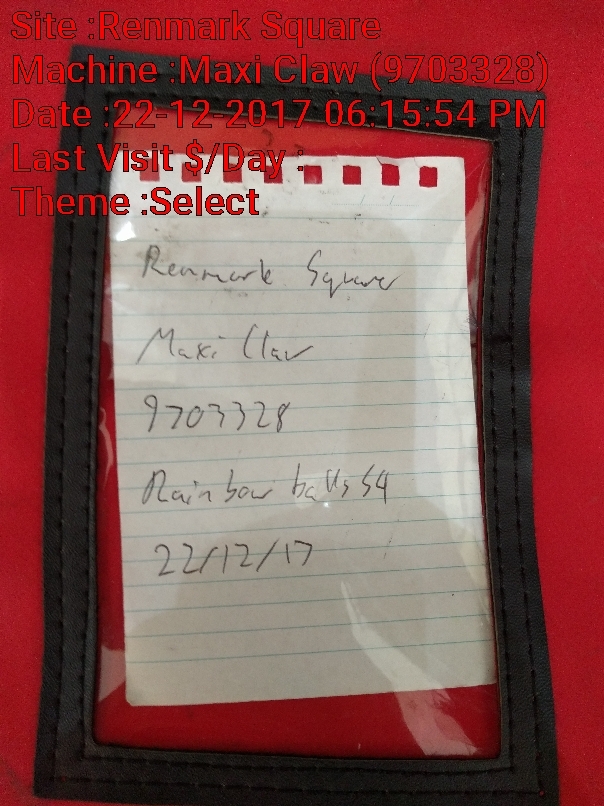 Site :Renmark Square
Machine :Maxi Claw (9703328)
Date :22-12-2017 06:15:54 PM
Last Visit $/Day :
Theme :Select
Renmark Square
Maxi Claw
9703328
Rainbow balls 54
22/12/17